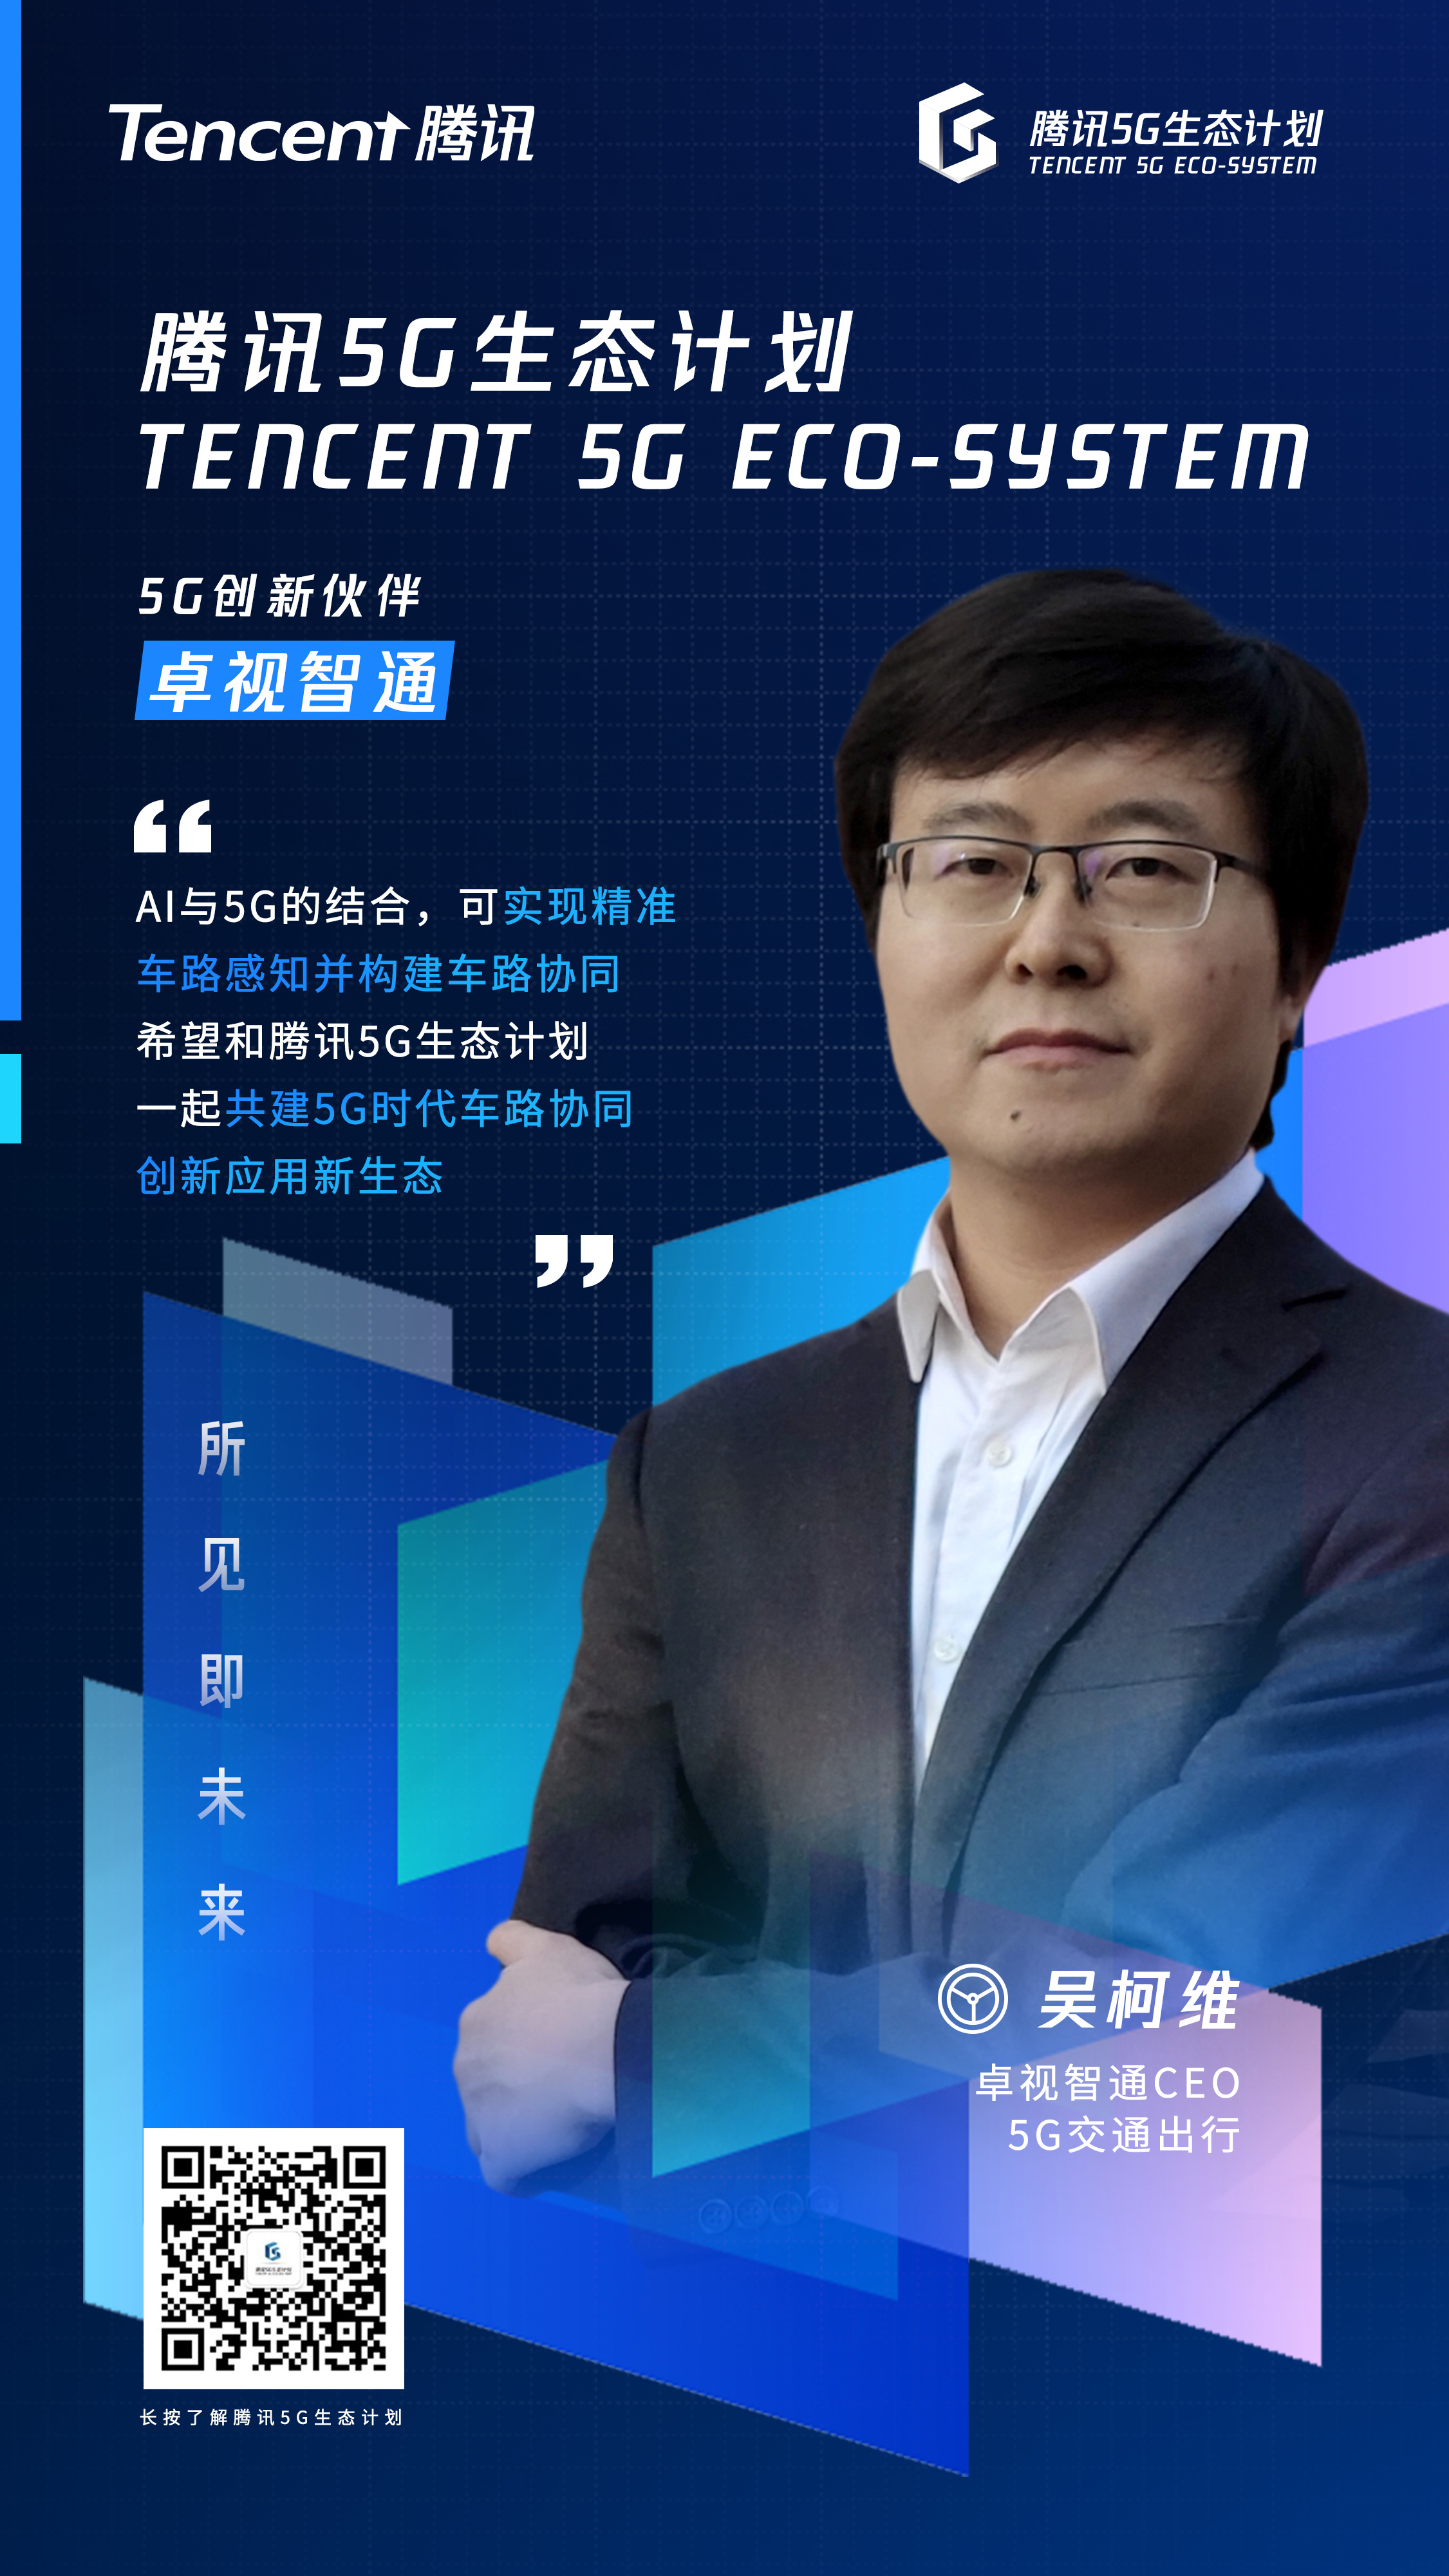 Tencent 腾讯
腾讯5G生态计划
TENCENT 5G ECO-SYSTEM
腾讯5G生态计划
TENCENT 5G ECO-SYSTEM
5G创新伙伴
卓视智通
“
AI与5G的结合，可实现精准
车路感知并构建车路协同
希望和腾讯5G生态计划
一起共建5G时代车路协同
创新应用新生态
”
所见即未来
吴柯维
卓视智通CEO
5G交通出行
长按了解腾讯5G生态计划